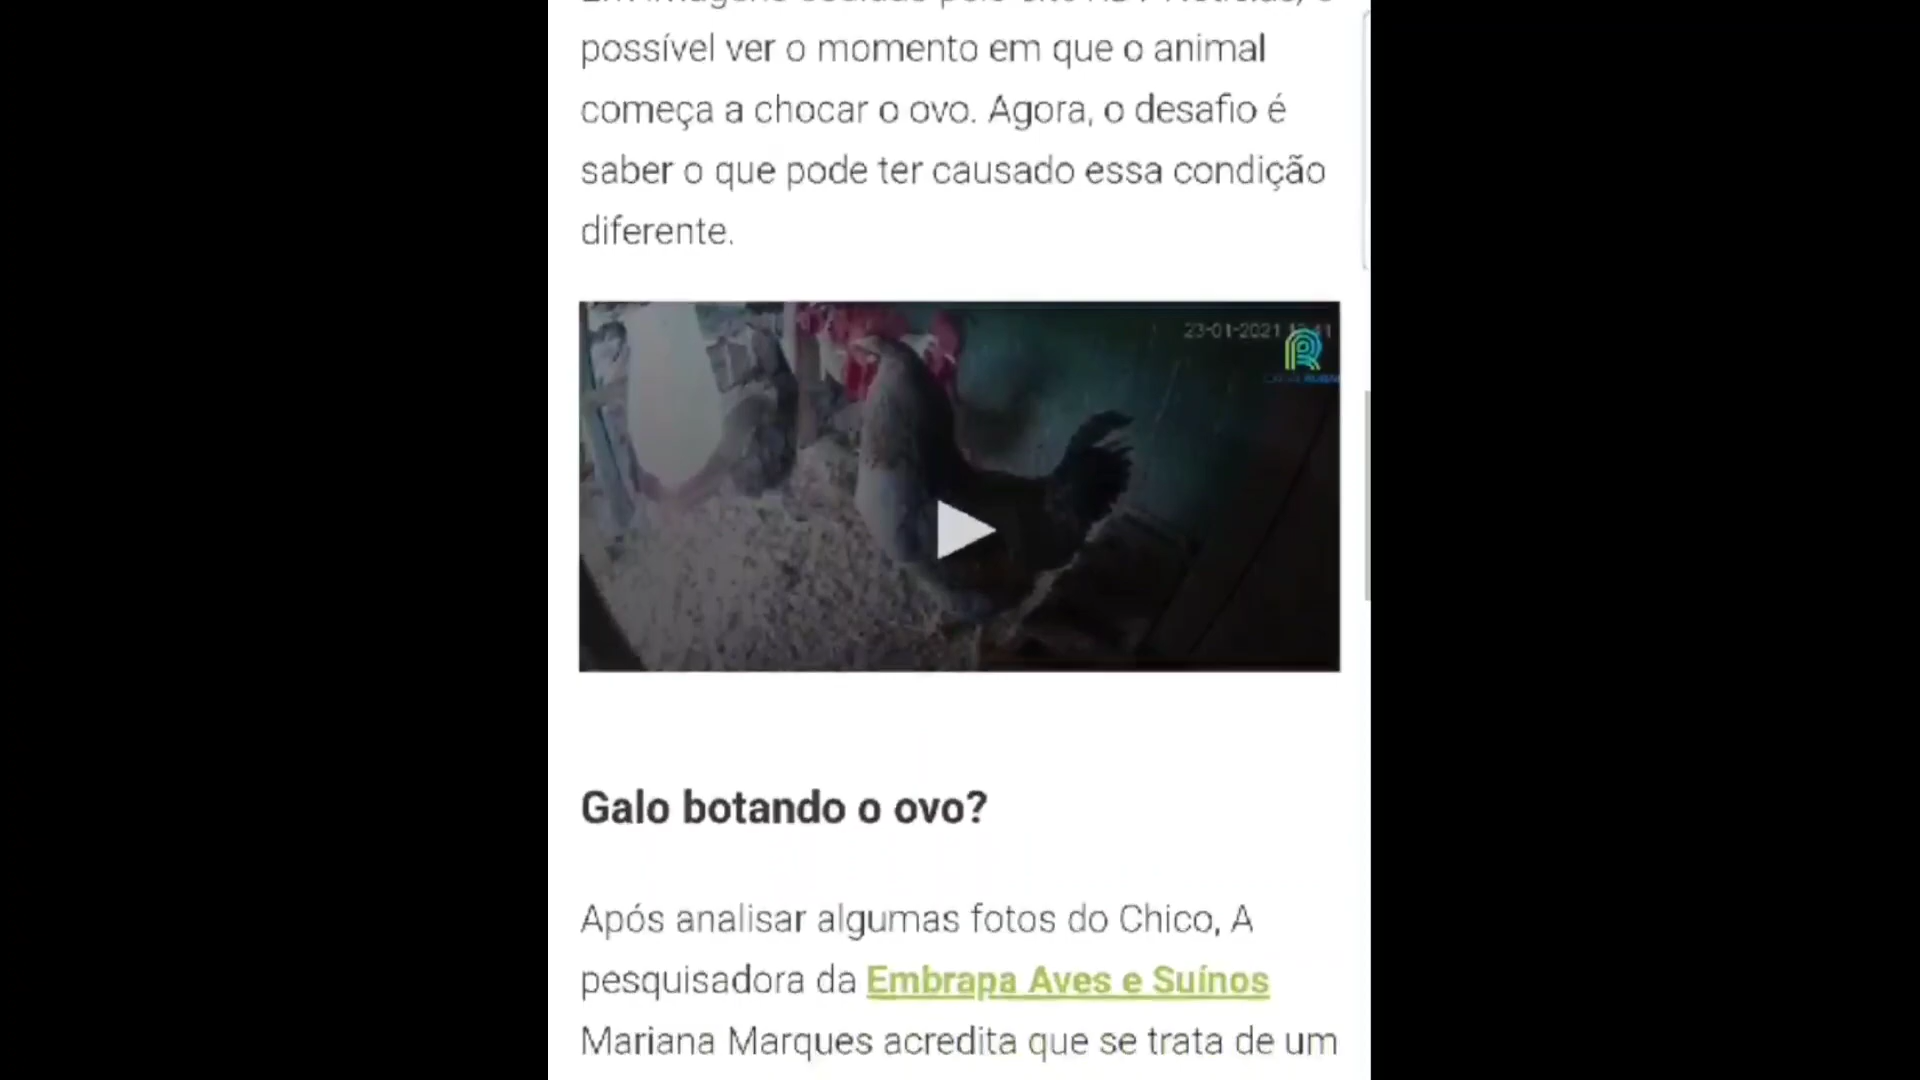 possível ver o momento em que o animal
começa a chocar o ovo. Agora, o desafio é
saber o que pode ter causado essa condição
diferente.
23-01-2021
Galo botando o ovo?
Após analisar algumas fotos do Chico, A
pesquisadora da Embrapa Aves e Suínos
Mariana Marques acredita que se trata de um